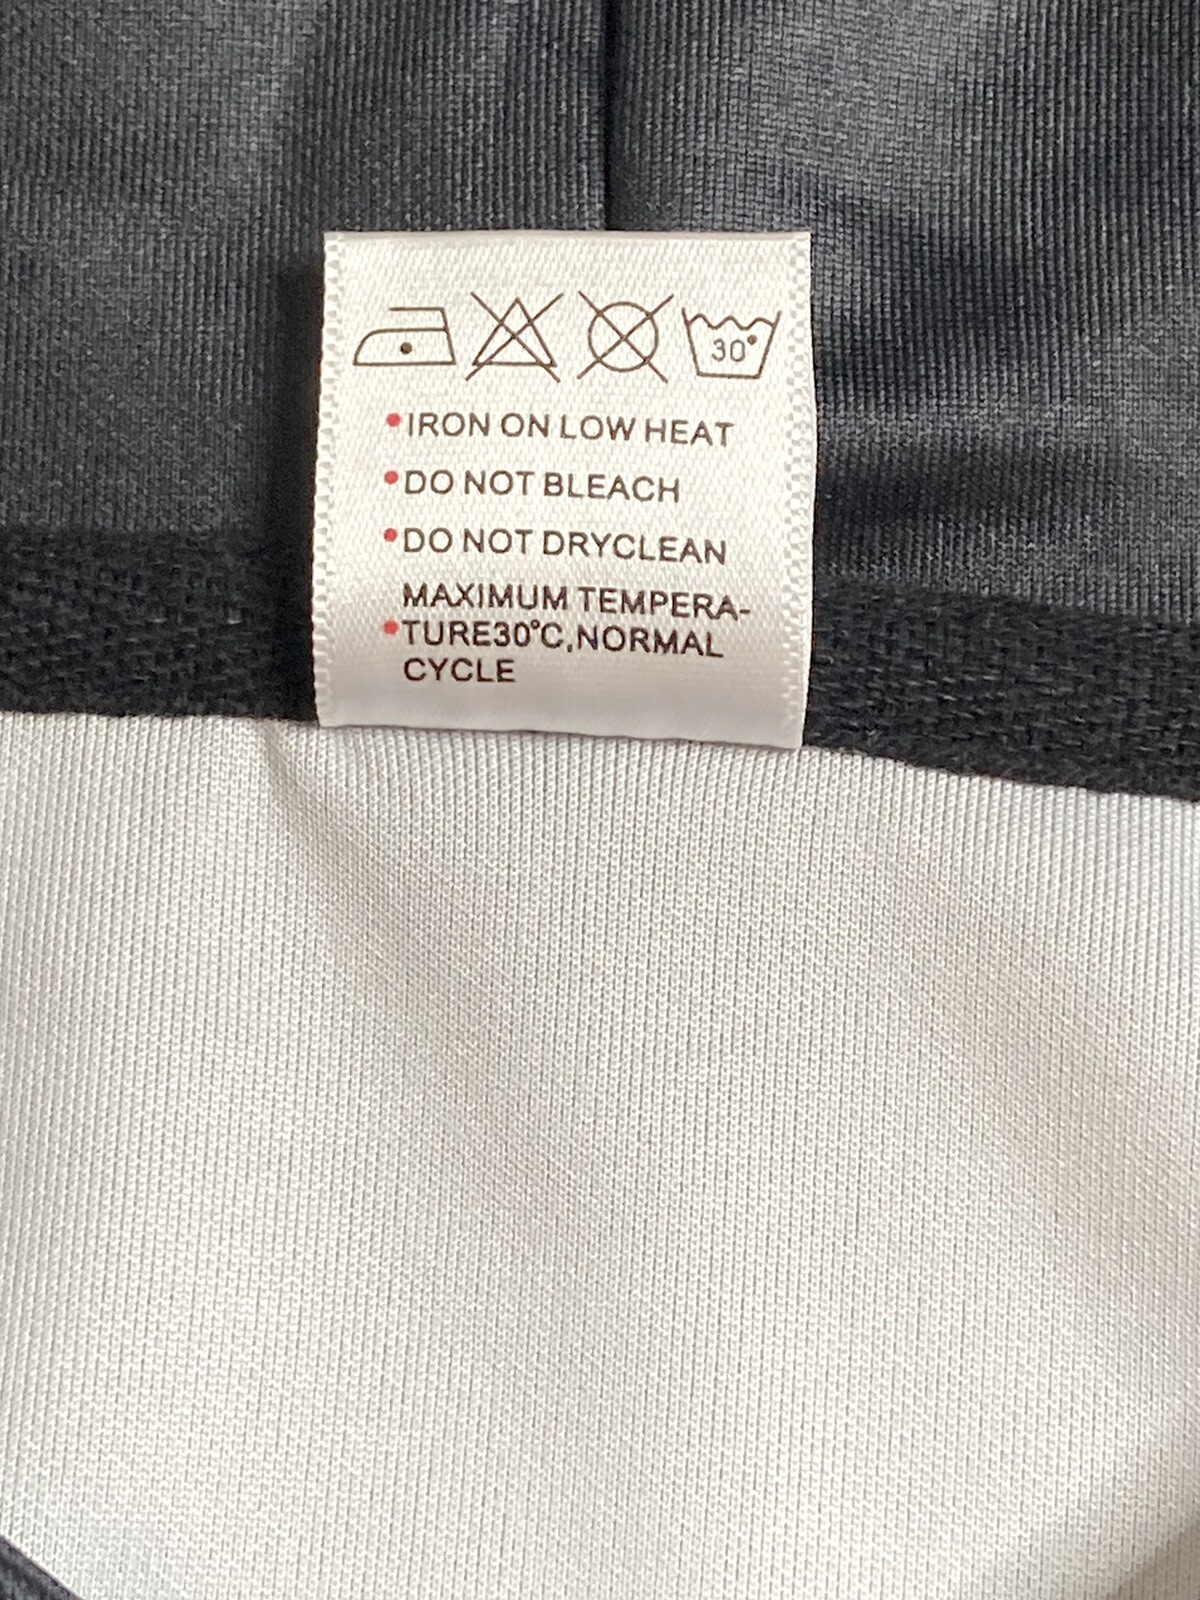 30°
•IRON ON LOW HEAT
•DO NOT BLEACH
•DO NOT DRYCLEAN
MAXIMUM TEMPERA-
•TURE30°C,NORMAL
CYCLE